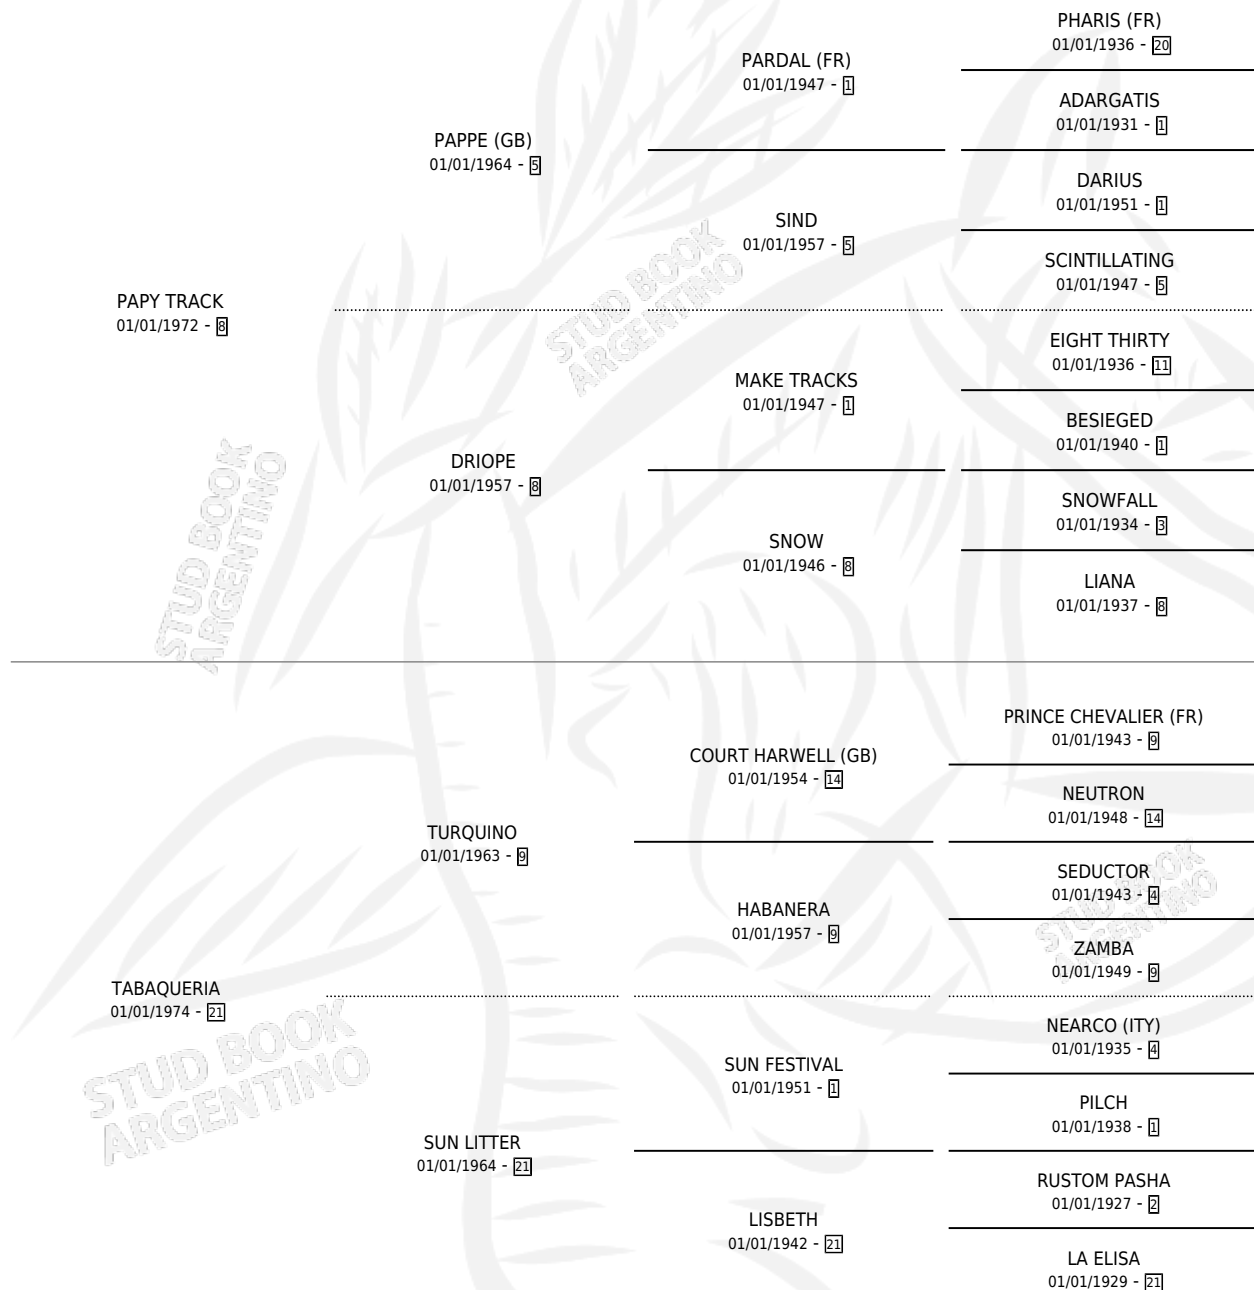 PHARIS (FR)
01/01/1936 - 20
PARDAL (FR)
01/01/1947 - 1
ADARGATIS
01/01/1931 - 1
PAPPE (GB)
01/01/1964 - 5
DARIUS
01/01/1951 - 1
SIND
01/01/1957 - 5
SCINTILLATING
01/01/1947 - 5
PAPY TRACK
01/01/1972 - 8
EIGHT THIRTY
01/01/1936 - 11
MAKE TRACKS
01/01/1947 - 1
BESIEGED
01/01/1940 - 1
DRIOPE
01/01/1957 - 8
SNOWFALL
01/01/1934 - 3
SNOW
01/01/1946 - 8
LIANA
01/01/1937 - 8
PRINCE CHEVALIER (FR)
01/01/1943 - 9
COURT HARWELL (GB)
01/01/1954 - 14
NEUTRON
01/01/1948 - 14
TURQUINO
01/01/1963 - 9
SEDUCTOR
01/01/1943 - 4
HABANERA
01/01/1957 - 9
ZAMBA
01/01/1949 - 9
TABAQUERIA
01/01/1974 - 21
NEARCO (ITY)
01/01/1935 - 4
SUN FESTIVAL
01/01/1951 - 1
PILCH
01/01/1938 - 1
SUN LITTER
01/01/1964 - 21
RUSTOM PASHA
01/01/1927 - 2
LISBETH
01/01/1942 - 21
LA ELISA
01/01/1929 - 21
STUD BOOK
ARGENTINO
STUD BOOK
ARGENTINO
STUD BOOK
ARGENTINO
STUD BOOK
ARGENTINO